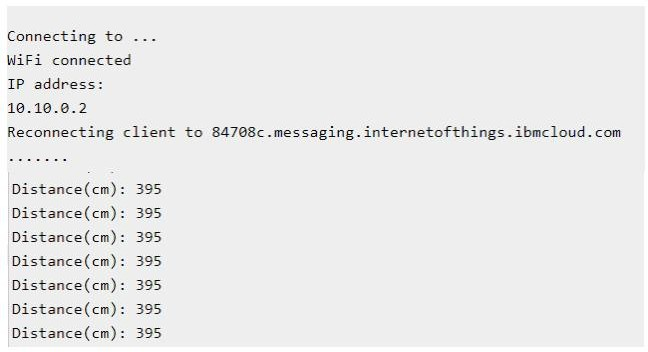 Connecting to ...
WiFi connected
IP address:
10.10.0.2
Reconnecting client to 84708c.messaging.internetofthings.ibmcloud.com
.......
Distance(cm): 395
Distance(cm): 395
Distance(cm): 395
Distance(cm): 395
Distance(cm): 395
Distance(cm): 395
Distance(cm): 395